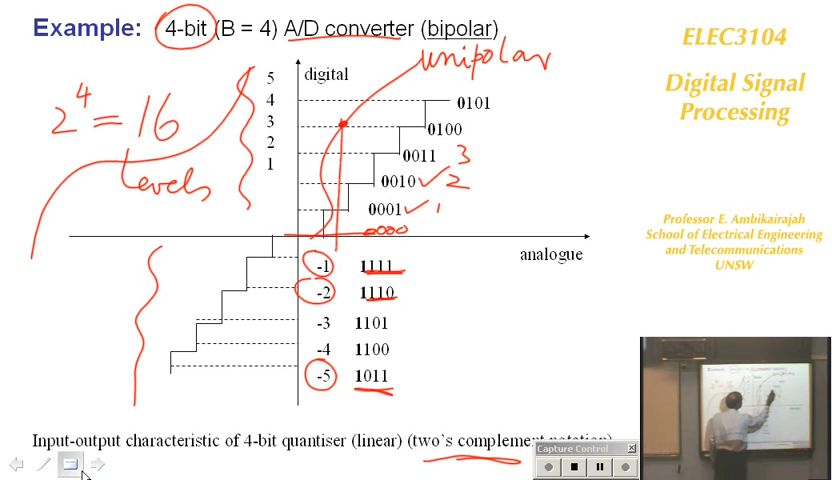 Example: 4-bit (B = 4) A/D converter (bipolar)
ELEC3104
Digital Signal
Processing
Professor E. Ambikairajah
School of Electrical Engineering
and Telecommunications
UNSW
unipolar
digital
5
4
3
2
1
2^4 = 16
levels
0101
0100
0011 3
0010 ✓ 2
0001 ✓ 1
0000
analogue
-1 1111
-2 1110
-3 1101
-4 1100
-5 1011
Input-output characteristic of 4-bit quantiser (linear) (two's complement notation)
Capture Control